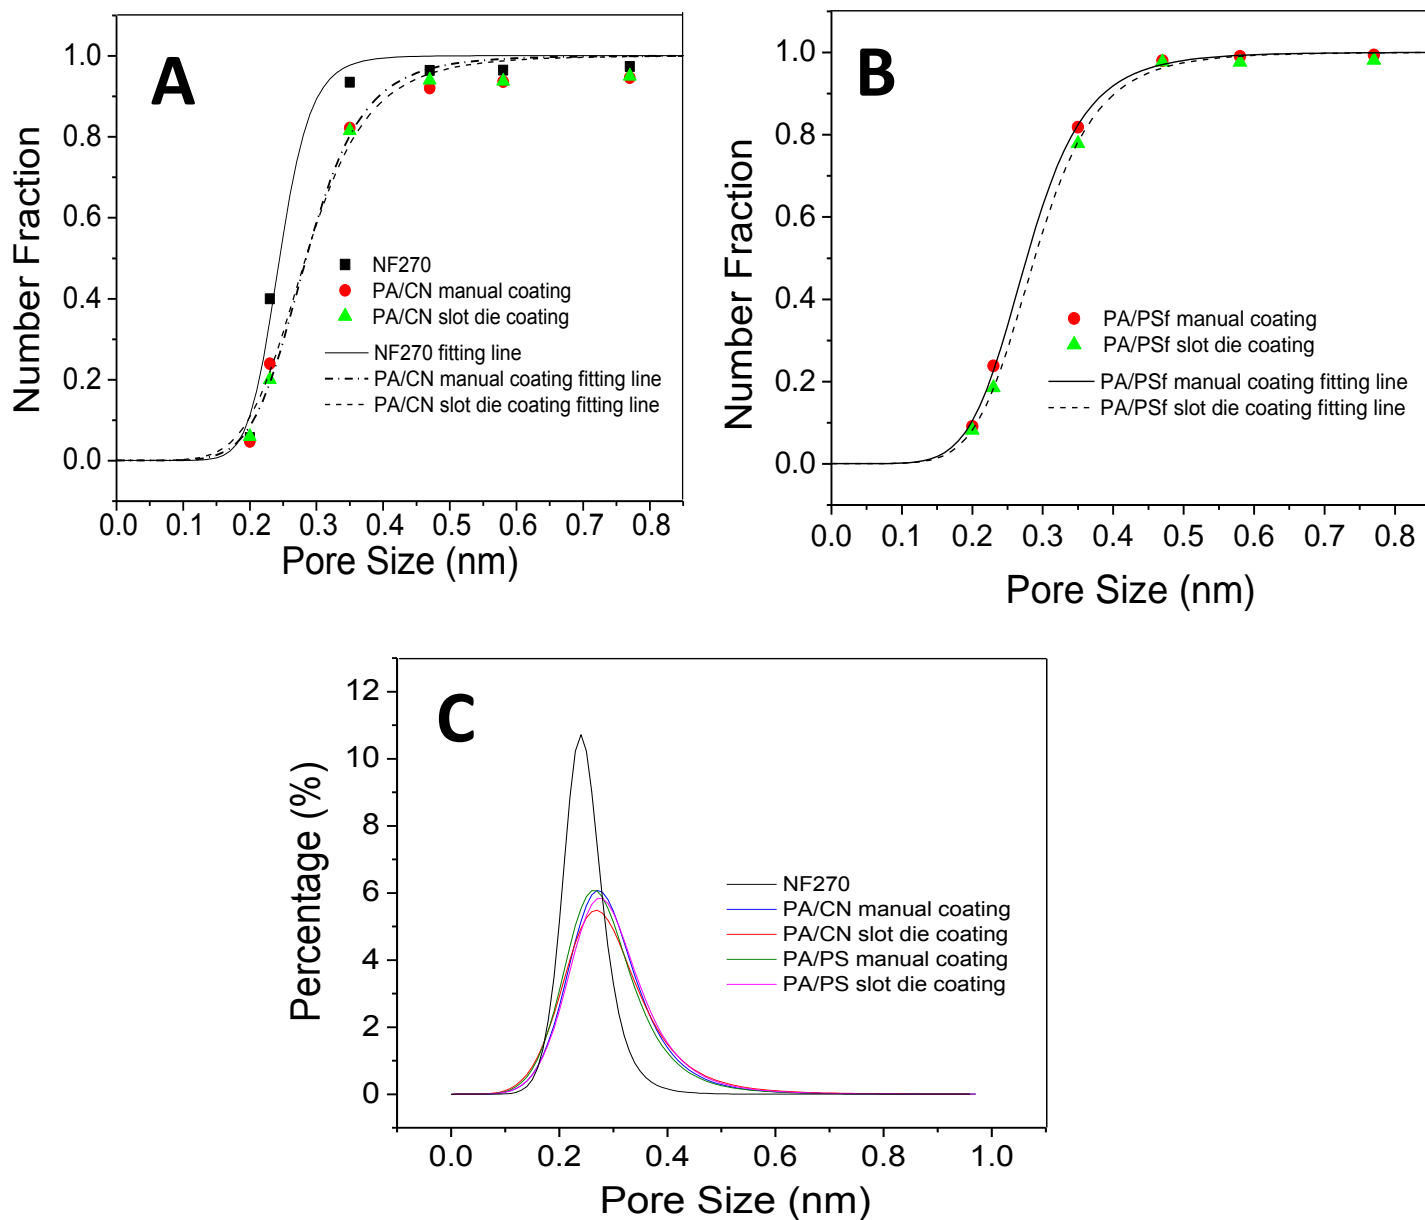 A
Number Fraction
1.0
0.8
0.6
0.4
0.2
0.0
NF270
PA/CN manual coating
PA/CN slot die coating
NF270 fitting line
PA/CN manual coating fitting line
PA/CN slot die coating fitting line
0.0 0.1 0.2 0.3 0.4 0.5 0.6 0.7 0.8
Pore Size (nm)
B
Number Fraction
1.0
0.8
0.6
0.4
0.2
0.0
PA/PSf manual coating
PA/PSf slot die coating
PA/PSf manual coating fitting line
PA/PSf slot die coating fitting line
0.0 0.1 0.2 0.3 0.4 0.5 0.6 0.7 0.8
Pore Size (nm)
C
Percentage (%)
12
10
8
6
4
2
0
NF270
PA/CN manual coating
PA/CN slot die coating
PA/PS manual coating
PA/PS slot die coating
0.0 0.2 0.4 0.6 0.8 1.0
Pore Size (nm)